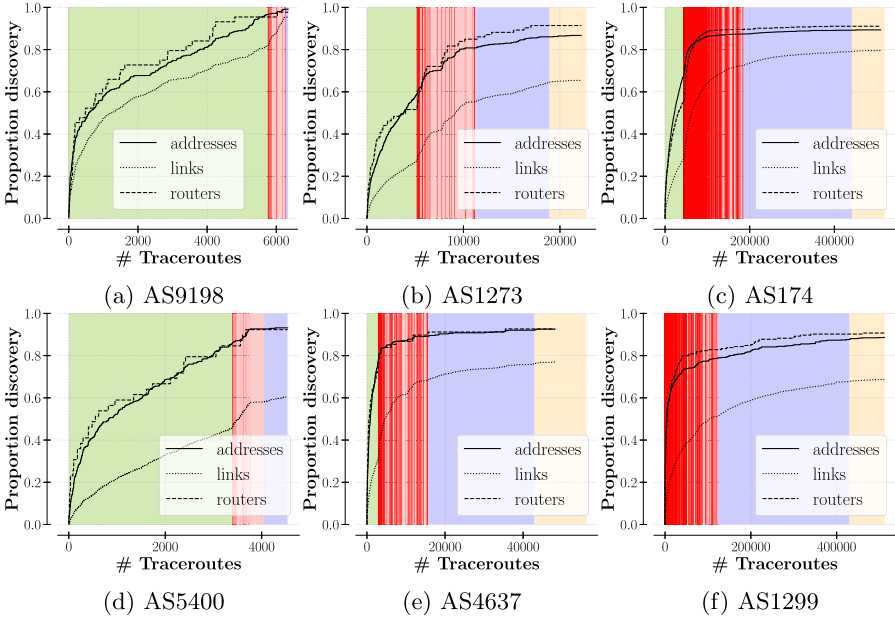 Proportion discovery
1.0
0.8
0.6
0.4
0.2
0.0
addresses
links
routers
0 2000 4000 6000
# Traceroutes
(a) AS9198
Proportion discovery
1.0
0.8
0.6
0.4
0.2
0.0
addresses
links
routers
0 10000 20000
# Traceroutes
(b) AS1273
Proportion discovery
1.0
0.8
0.6
0.4
0.2
0.0
addresses
links
routers
0 200000 400000
# Traceroutes
(c) AS174
Proportion discovery
1.0
0.8
0.6
0.4
0.2
0.0
addresses
links
routers
0 2000 4000
# Traceroutes
(d) AS5400
Proportion discovery
1.0
0.8
0.6
0.4
0.2
0.0
addresses
links
routers
0 20000 40000
# Traceroutes
(e) AS4637
Proportion discovery
1.0
0.8
0.6
0.4
0.2
0.0
addresses
links
routers
0 200000 400000
# Traceroutes
(f) AS1299